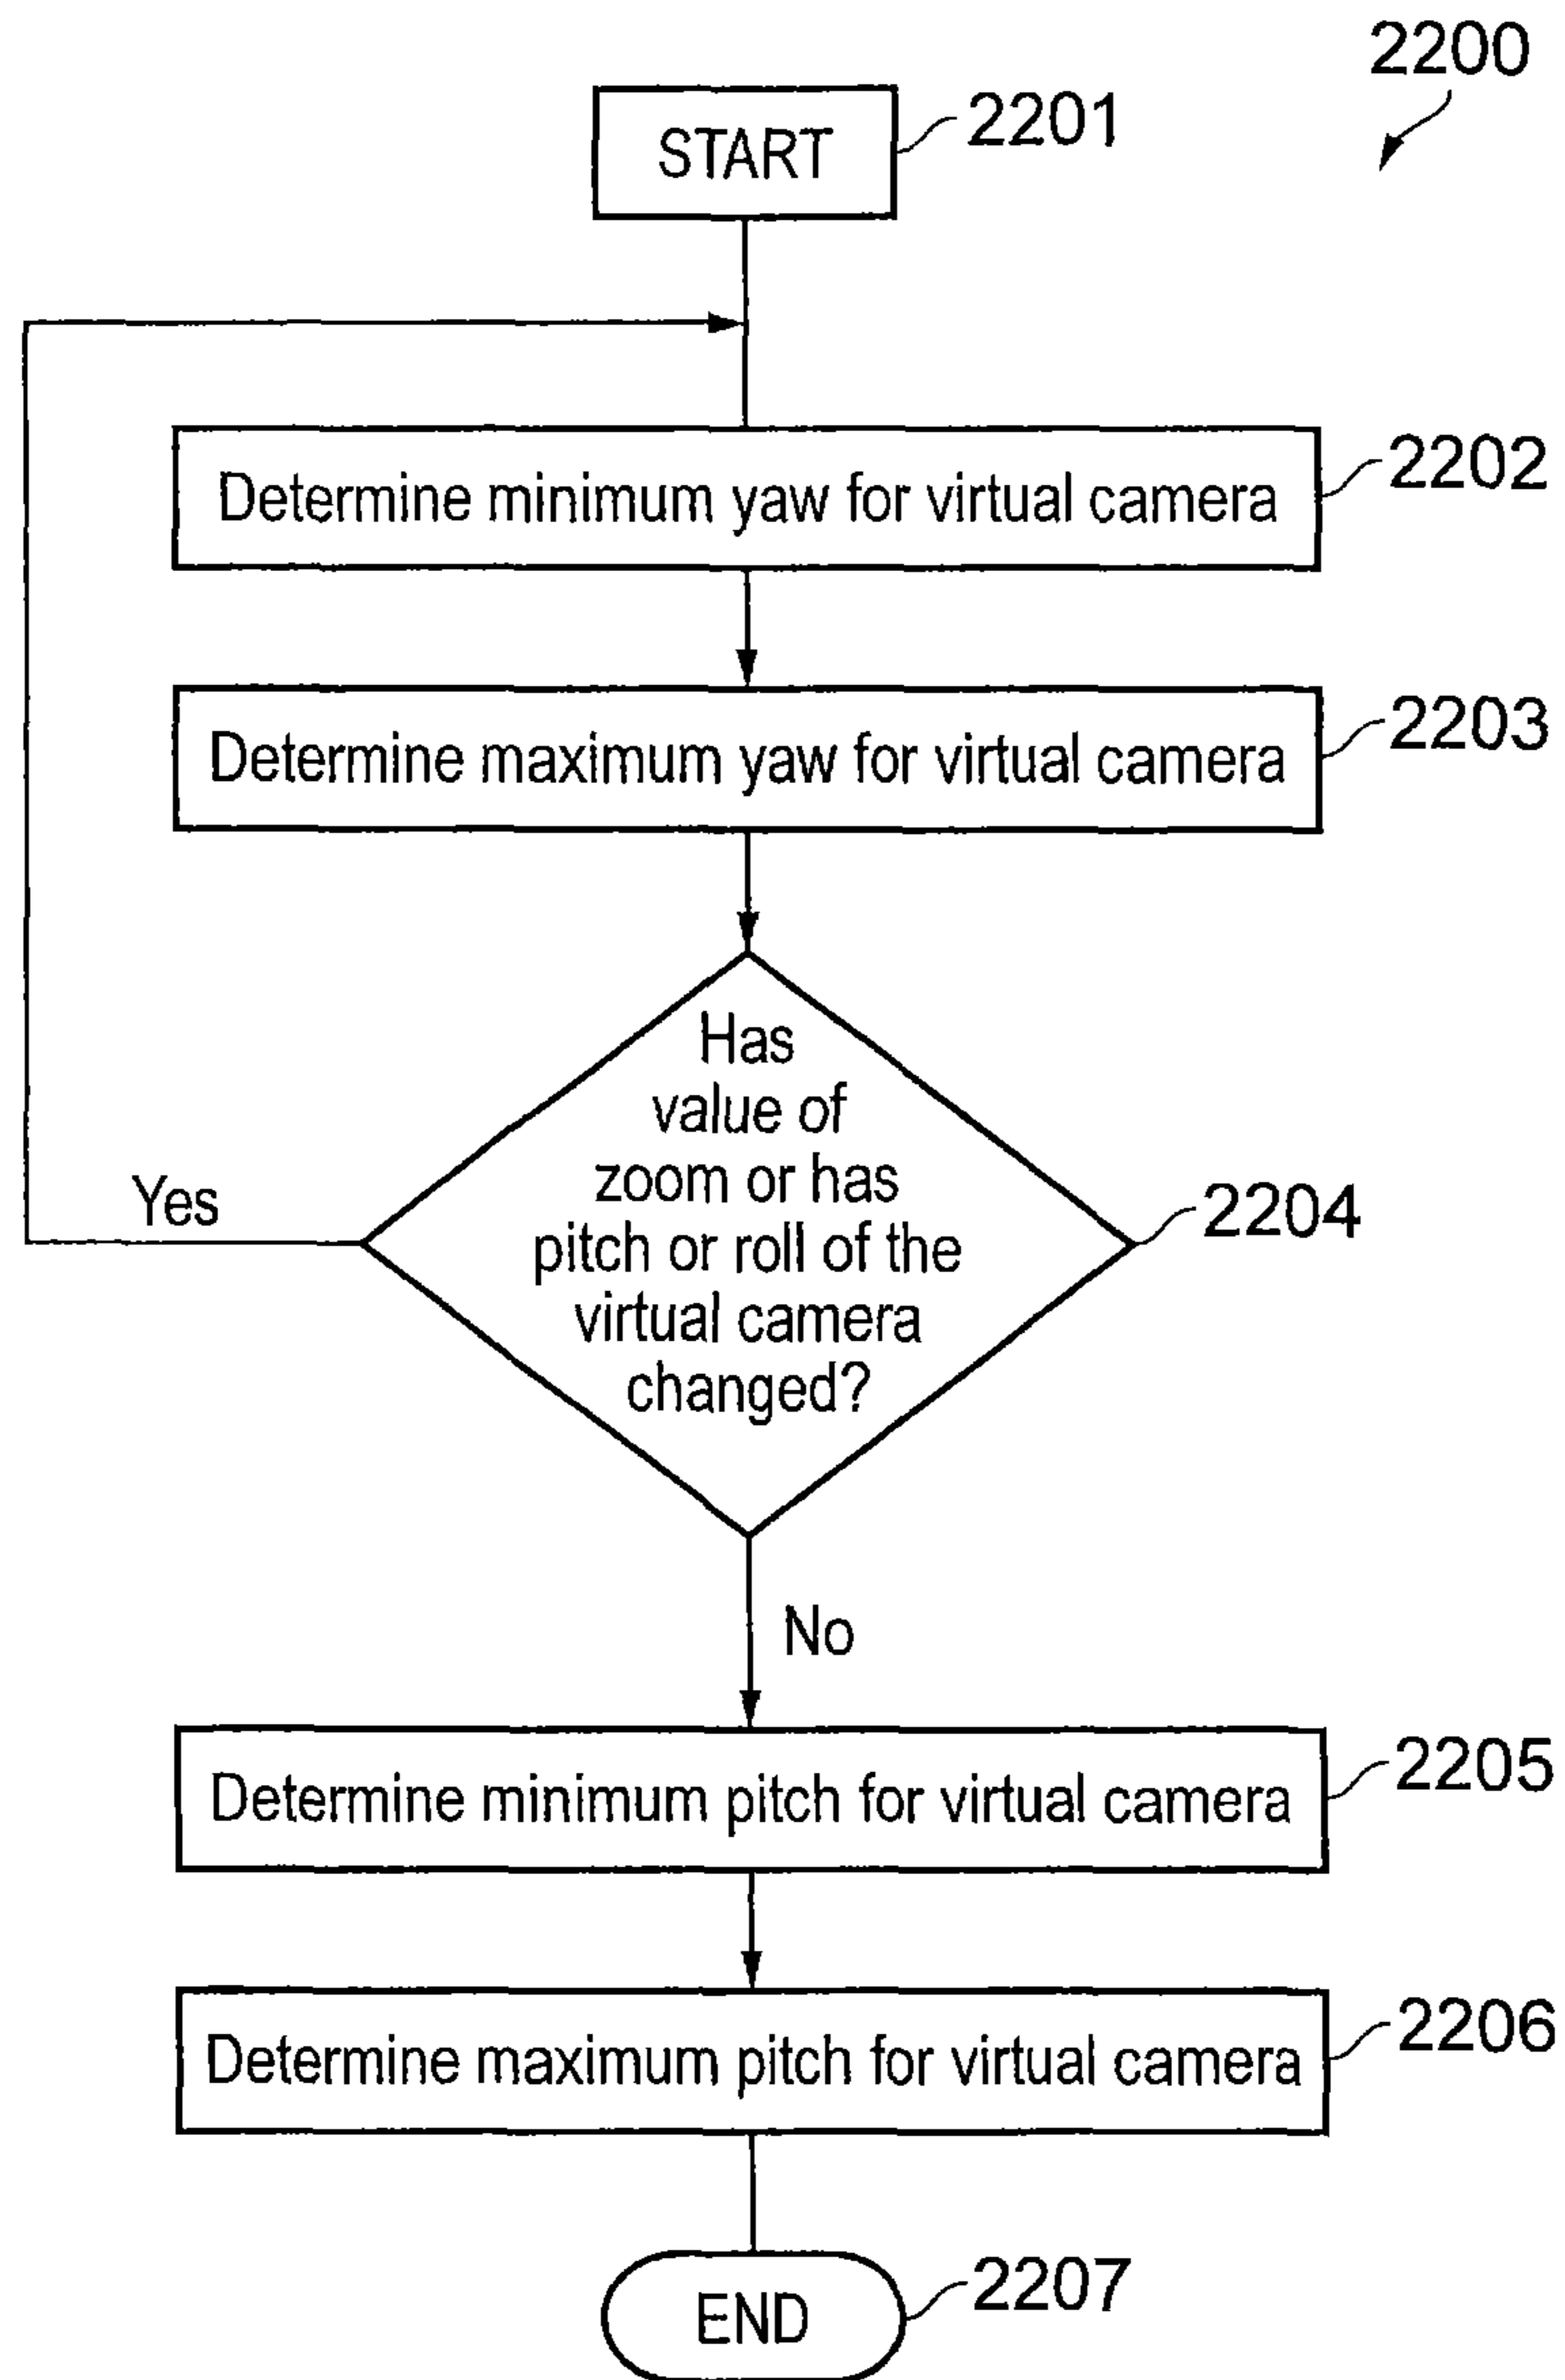 2200
START
2201
Determine minimum yaw for virtual camera
2202
Determine maximum yaw for virtual camera
2203
Has
value of
zoom or has
pitch or roll of the
virtual camera
changed?
2204
Yes
No
Determine minimum pitch for virtual camera
2205
Determine maximum pitch for virtual camera
2206
END
2207